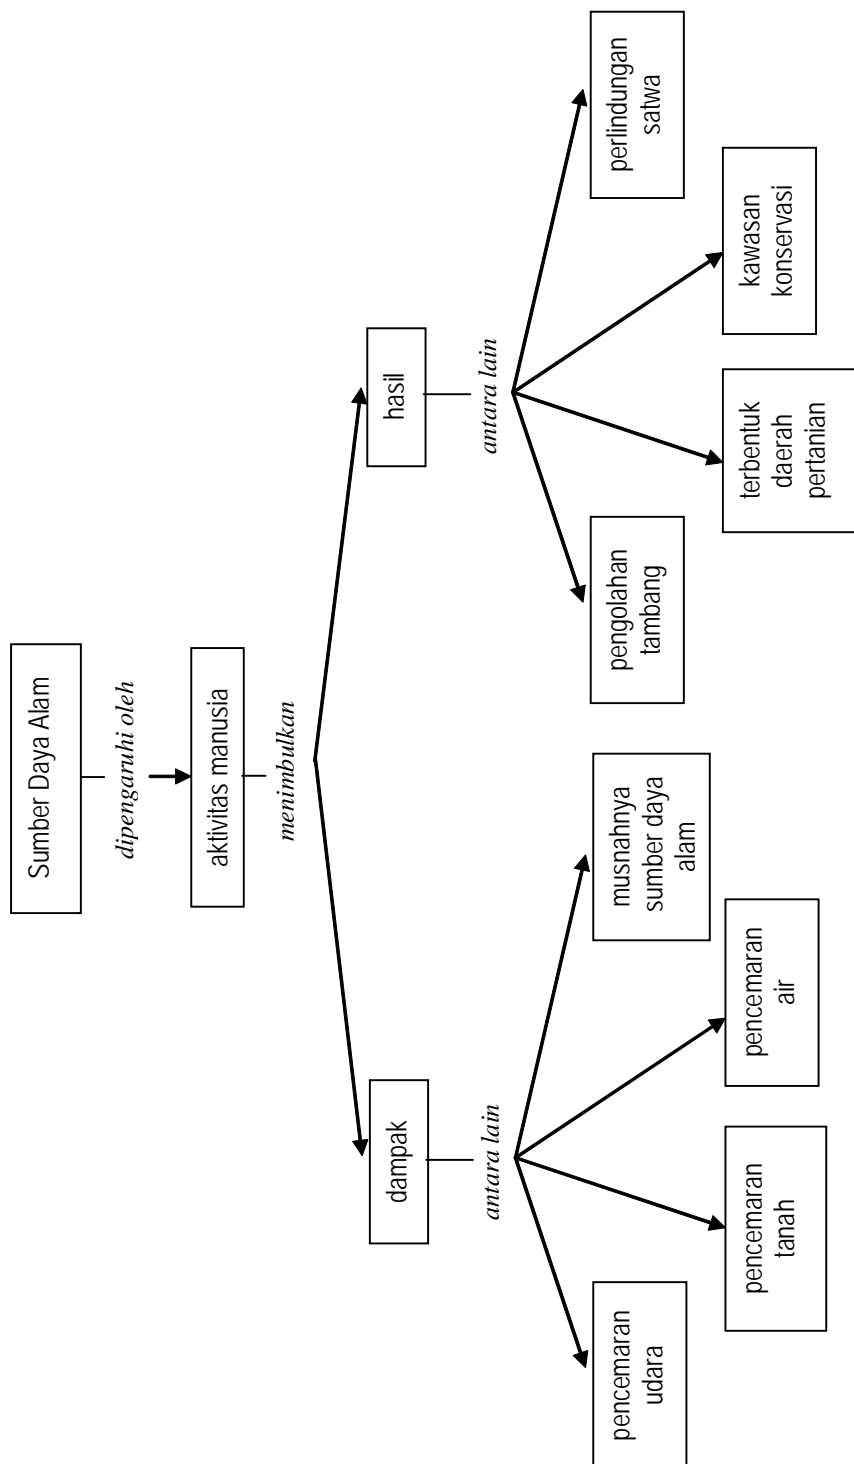 Sumber Daya Alam
dipengaruhi oleh
aktivitas manusia
menimbulkan
dampak
antara lain
pencemaran
udara
pencemaran
tanah
pencemaran
air
musnahnya
sumber daya
alam
hasil
antara lain
pengolahan
tambang
terbentuk
daerah
pertanian
kawasan
konservasi
perlindungan
satwa